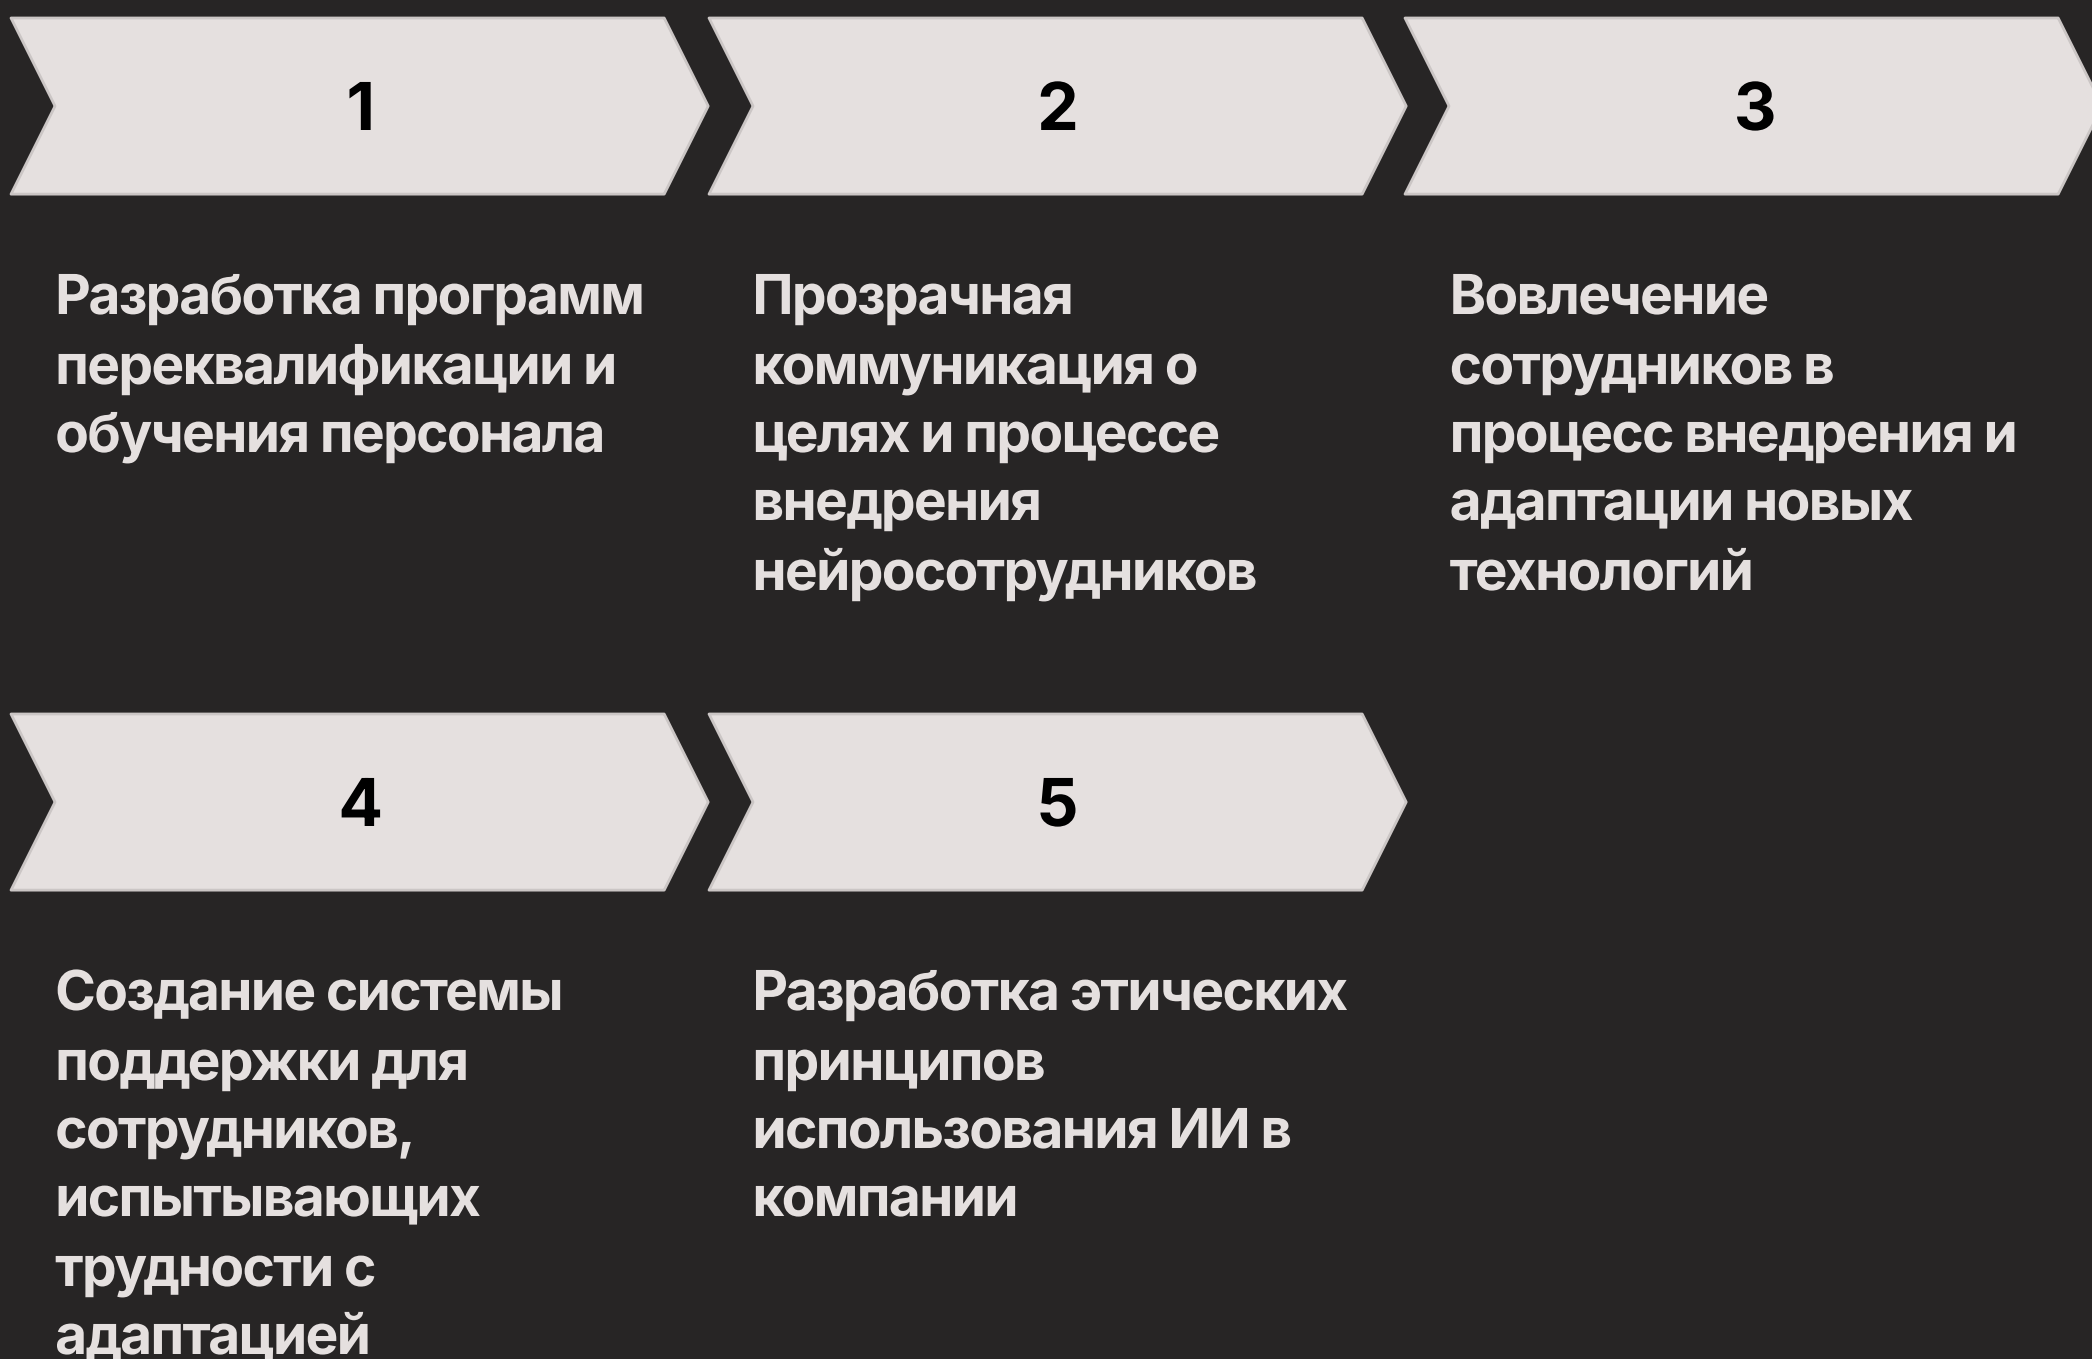 1
Разработка программ
переквалификации и
обучения персонала
2
Прозрачная
коммуникация о
целях и процессе
внедрения
нейросотрудников
3
Вовлечение
сотрудников в
процесс внедрения и
адаптации новых
технологий
4
Создание системы
поддержки для
сотрудников,
испытывающих
трудности с
адаптацией
5
Разработка этических
принципов
использования ИИ в
компании